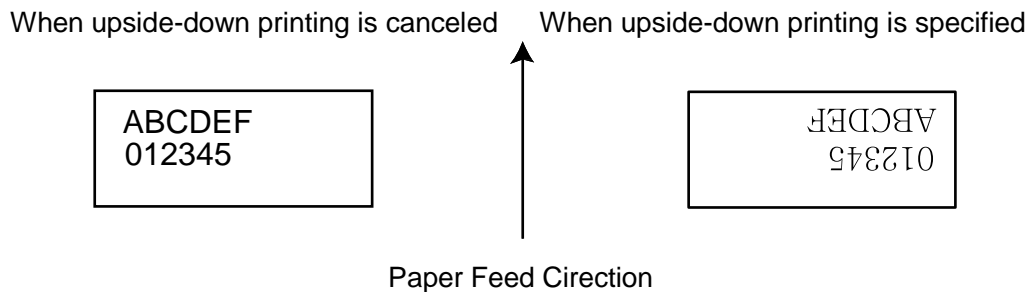 When upside-down printing is canceled
When upside-down printing is specified
ABCDEF
012345
ABCDEF
012345
Paper Feed Cirection